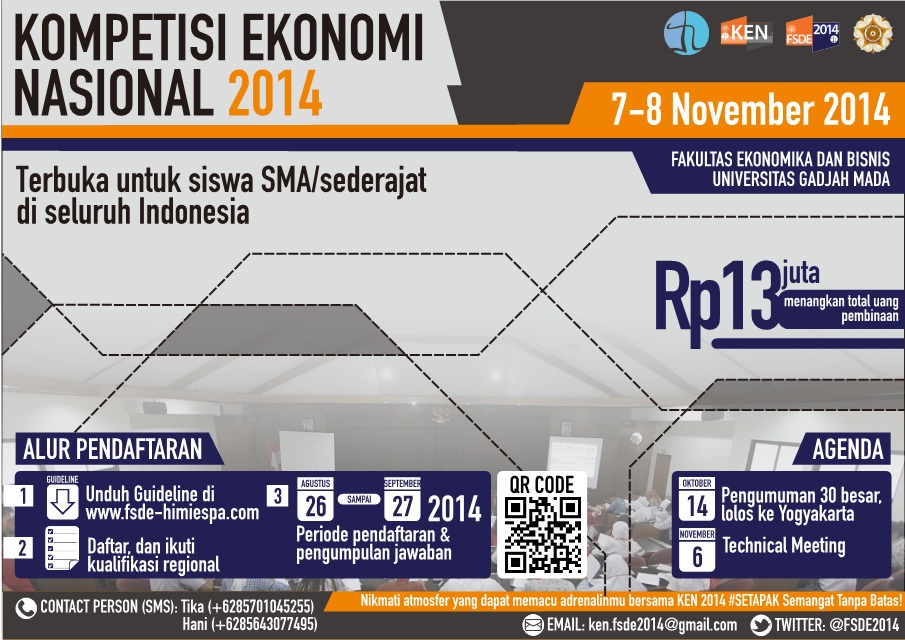 KOMPETISI EKONOMI
NASIONAL 2014
KEN
FSDE 2014
7-8 November 2014
FAKULTAS EKONOMIKA DAN BISNIS
UNIVERSITAS GADJAH MADA
Terbuka untuk siswa SMA/sederajat
di seluruh Indonesia
Rp13 juta
menangkan total uang
pembinaan
ALUR PENDAFTARAN
1
GUIDELINE
Unduh Guideline di
www.fsde-himiespa.com
2
Daftar, dan ikuti
kualifikasi regional
3
AGUSTUS
26
SAMPAI
SEPTEMBER
27
2014
Periode pendaftaran &
pengumpulan jawaban
QR CODE
AGENDA
OKTOBER
14
Pengumuman 30 besar,
lolos ke Yogyakarta
NOVEMBER
6
Technical Meeting
CONTACT PERSON (SMS): Tika (+6285701045255)
Hani (+6285643077495)
Nikmati atmosfer yang dapat memacu adrenalinmu bersama KEN 2014 #SETAPAK Semangat Tanpa Batas!
EMAIL: ken.fsde2014@gmail.com
TWITTER: @FSDE2014